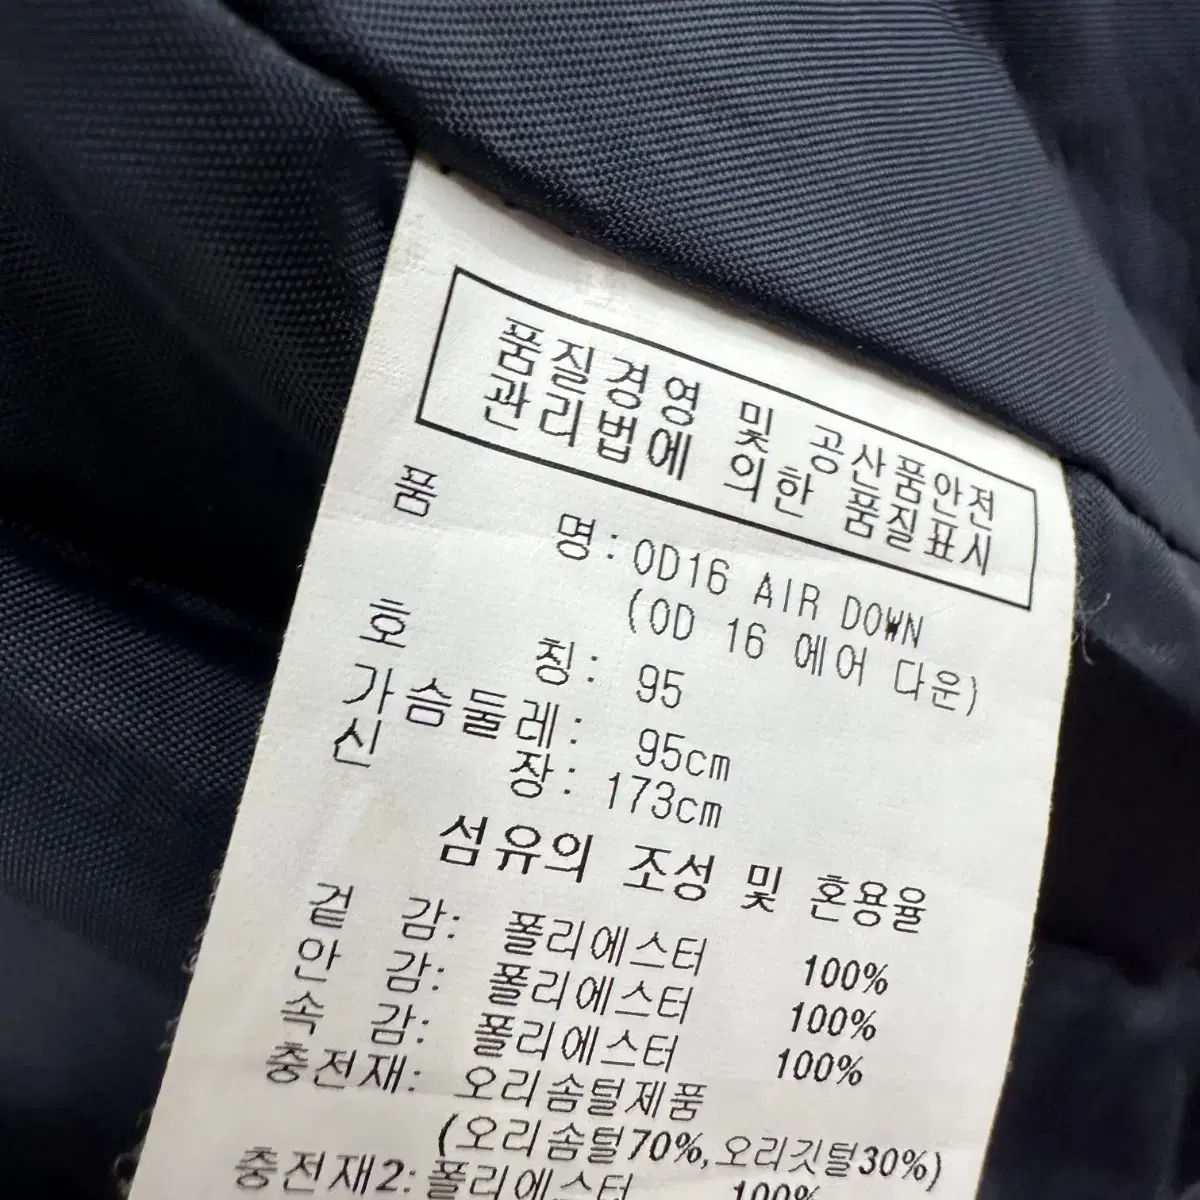 품질경영 및 공산품안전
관리법에 의한 품질표시
품 명: OD16 AIR DOWN
(OD 16 에어 다운)
호 칭: 95
가슴둘레: 95cm
신 장: 173cm
섬유의 조성 및 혼용율
겉 감: 폴리에스터 100%
안 감: 폴리에스터 100%
속 감: 폴리에스터 100%
충전재: 오리솜털제품
(오리솜털70%,오리깃털30%)
충전재2: 폴리에스터 100%